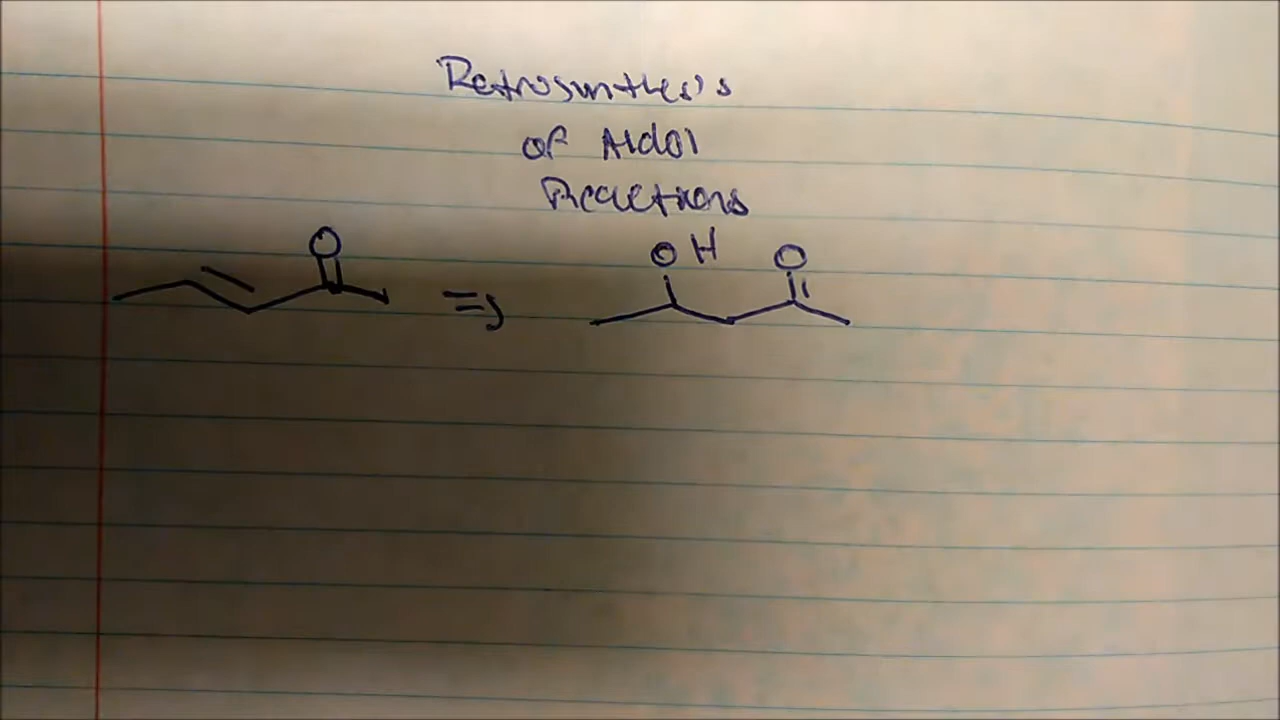 Retrosynthesis
of Aldol
Reactions
O
OH O
⇒